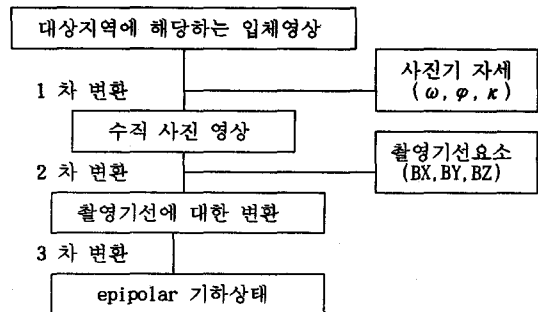 대상지역에 해당하는 입체영상
사진기 자세
(ω, φ, κ)
1 차 변환
수직 사진 영상
촬영기선요소
(BX, BY, BZ)
2 차 변환
촬영기선에 대한 변환
3 차 변환
epipolar 기하상태